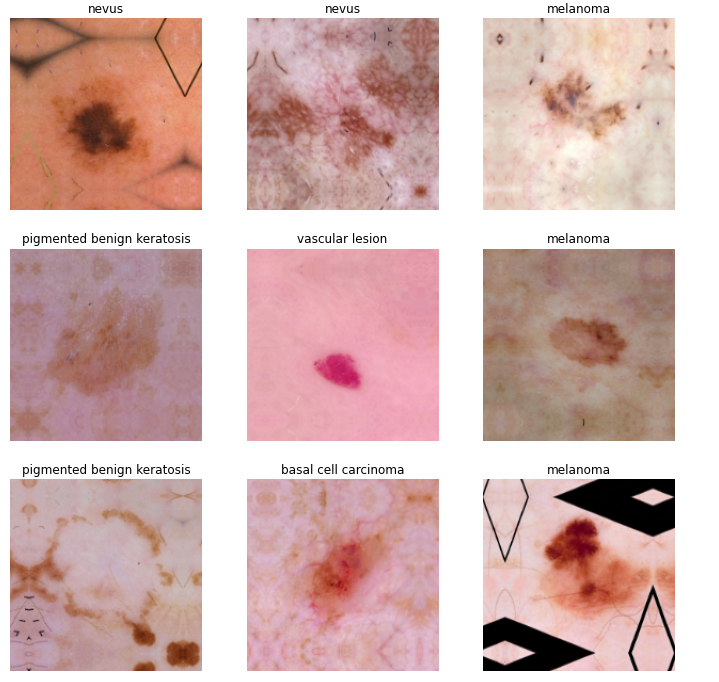 nevus
nevus
melanoma
pigmented benign keratosis
vascular lesion
melanoma
pigmented benign keratosis
basal cell carcinoma
melanoma